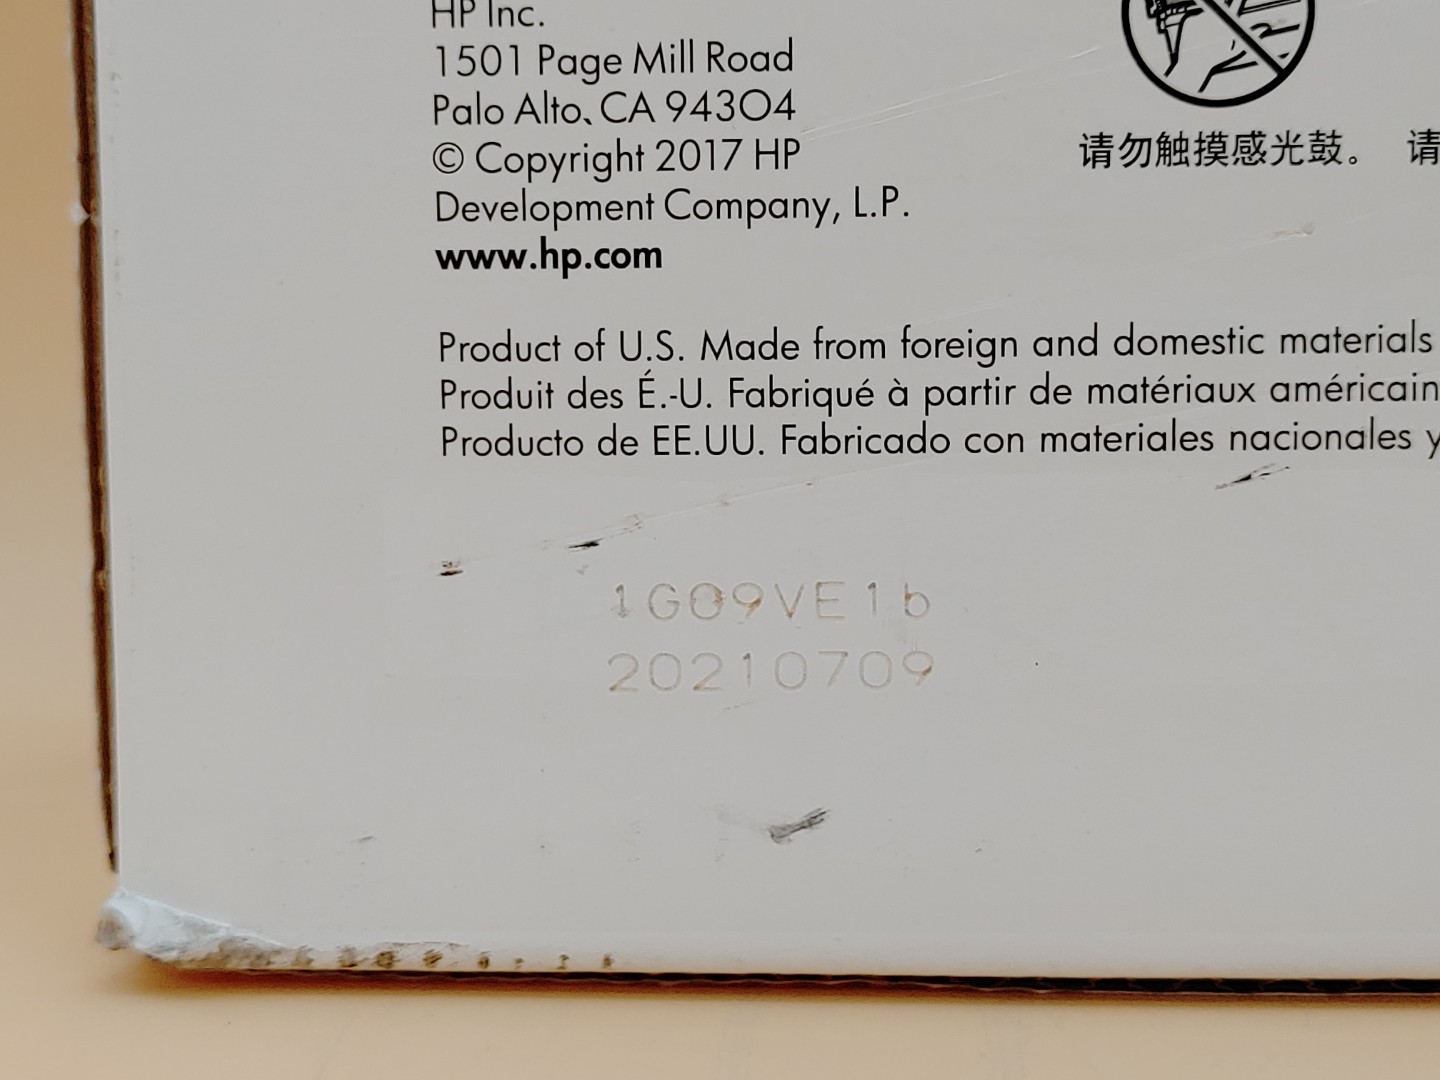 HP Inc.
1501 Page Mill Road
Palo Alto, CA 94304
© Copyright 2017 HP
Development Company, L.P.
www.hp.com
请勿触摸感光鼓。 请
Product of U.S. Made from foreign and domestic materials
Produit des É.-U. Fabriqué à partir de matériaux américain
Producto de EE.UU. Fabricado con materiales nacionales y
1G09VE1b
20210709